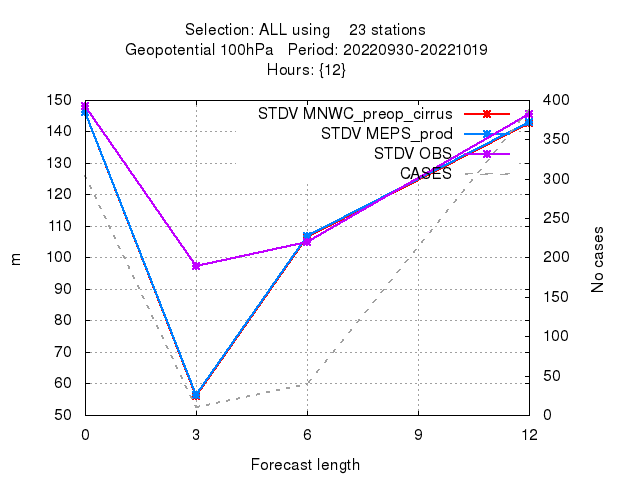 Selection: ALL using    23 stations
Geopotential 100hPa   Period: 20220930-20221019
Hours: {12}
STDV MNWC_preop_cirrus
STDV MEPS_prod
STDV OBS
CASES
150
140
130
120
110
100
90
80
70
60
50
m
400
350
300
250
200
150
100
50
0
No cases
0 3 6 9 12
Forecast length